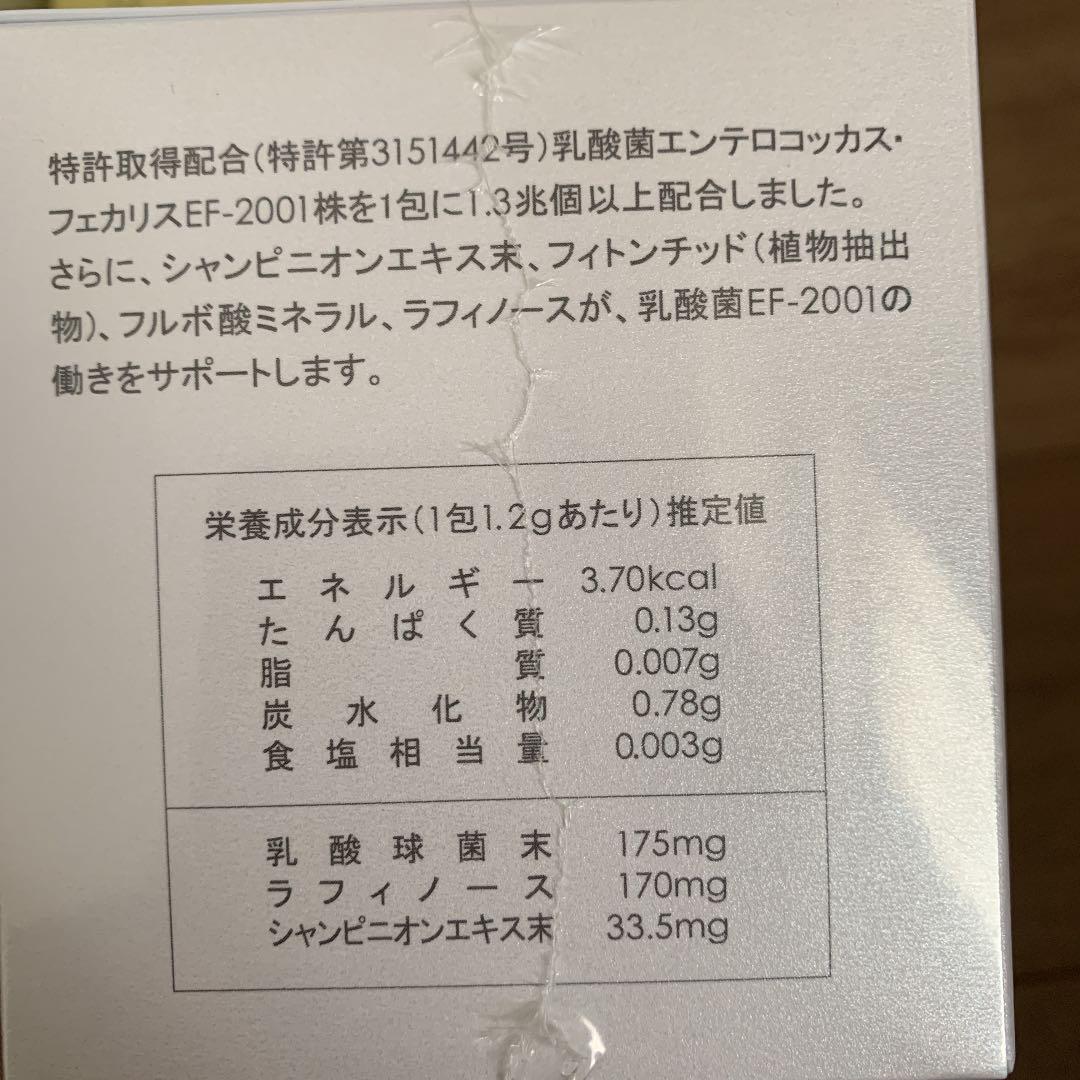 特許取得配合(特許第3151442号)乳酸菌エンテロコッカス・
フェカリスEF-2001株を1包に1.3兆個以上配合しました。
さらに、シャンピニオンエキス末、フィトンチッド(植物抽出
物)、フルボ酸ミネラル、ラフィノースが、乳酸菌EF-2001の
働きをサポートします。
栄養成分表示(1包1.2gあたり)推定値
エネルギー 3.70kcal
たんぱく質 0.13g
脂質 0.007g
炭水化物 0.78g
食塩相当量 0.003g
乳酸球菌末 175mg
ラフィノース 170mg
シャンピニオンエキス末 33.5mg